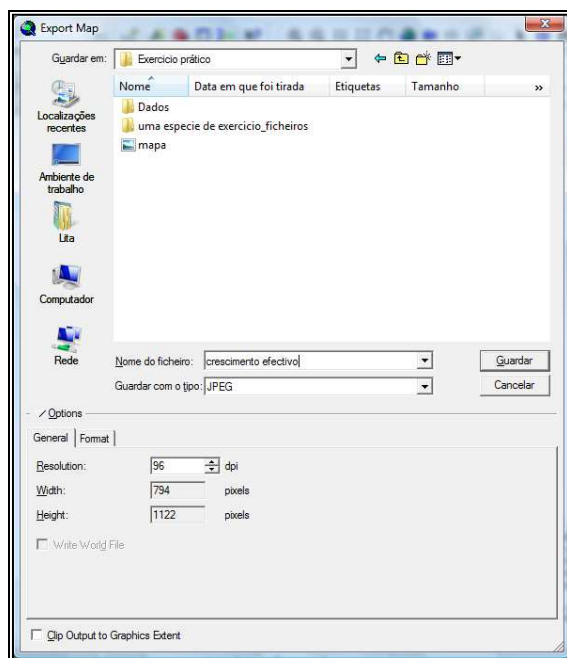 Export Map
Guardar em: Exercicio prático
Nome Data em que foi tirada Etiquetas Tamanho »
Localizações recentes
Dados
uma especie de exercicio_ficheiros
mapa
Ambiente de trabalho
Lita
Computador
Rede
Nome do ficheiro: crescimento efectivo Guardar
Guardar com o tipo: JPEG Cancelar
Options
General Format
Resolution: 96 dpi
Width: 794 pixels
Height: 1122 pixels
Write World File
Clip Output to Graphics Extent